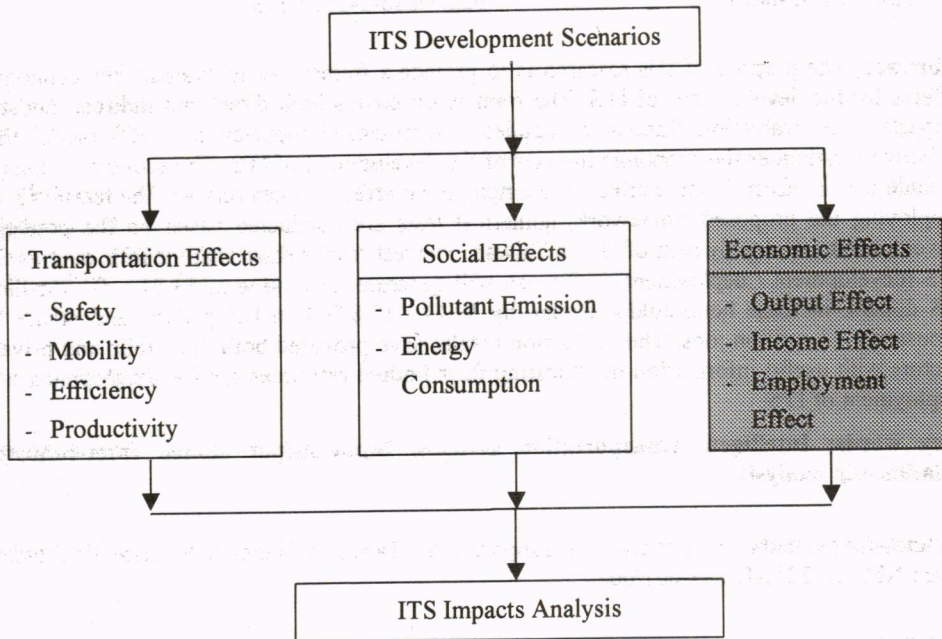 ITS Development Scenarios
Transportation Effects
- Safety
- Mobility
- Efficiency
- Productivity
Social Effects
- Pollutant Emission
- Energy
Consumption
Economic Effects
- Output Effect
- Income Effect
- Employment
Effect
ITS Impacts Analysis